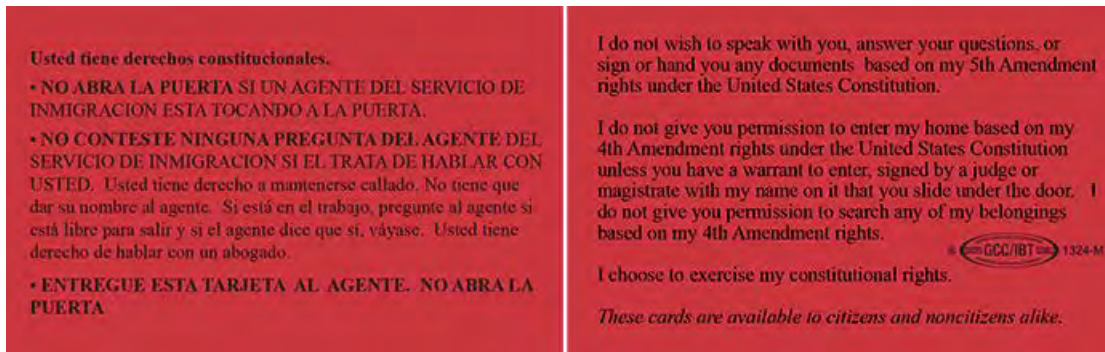 Usted tiene derechos constitucionales.
• NO ABRA LA PUERTA SI UN AGENTE DEL SERVICIO DE
INMIGRACION ESTA TOCANDO A LA PUERTA.
• NO CONTESTE NINGUNA PREGUNTA DEL AGENTE DEL
SERVICIO DE INMIGRACION SI EL TRATA DE HABLAR CON
USTED. Usted tiene derecho a mantenerse callado. No tiene que
dar su nombre al agente. Si está en el trabajo, pregunte al agente si
está libre para salir y si el agente dice que sí, váyase. Usted tiene
derecho de hablar con un abogado.
• ENTREGUE ESTA TARJETA AL AGENTE. NO ABRA LA
PUERTA
I do not wish to speak with you, answer your questions, or
sign or hand you any documents based on my 5th Amendment
rights under the United States Constitution.
I do not give you permission to enter my home based on my
4th Amendment rights under the United States Constitution
unless you have a warrant to enter, signed by a judge or
magistrate with my name on it that you slide under the door. I
do not give you permission to search any of my belongings
based on my 4th Amendment rights.
GCC/IBT 1324-M
I choose to exercise my constitutional rights.
These cards are available to citizens and noncitizens alike.